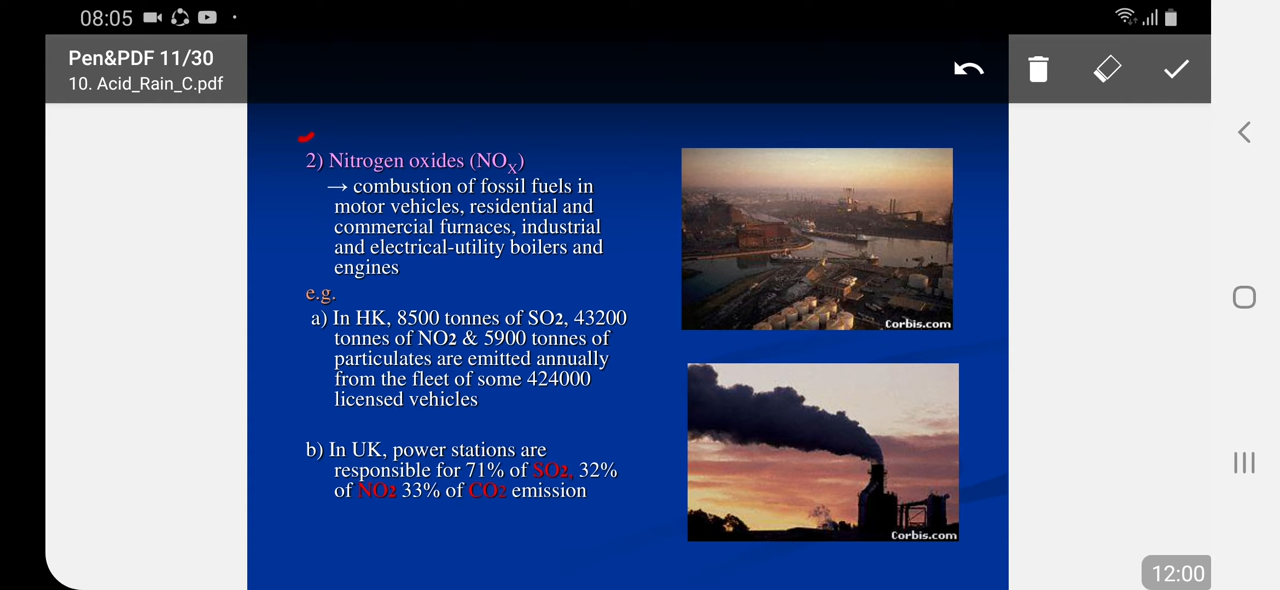 08:05
Pen&PDF 11/30
10. Acid_Rain_C.pdf
2) Nitrogen oxides (NOX)
→ combustion of fossil fuels in
motor vehicles, residential and
commercial furnaces, industrial
and electrical-utility boilers and
engines
e.g.
a) In HK, 8500 tonnes of SO2, 43200
tonnes of NO2 & 5900 tonnes of
particulates are emitted annually
from the fleet of some 424000
licensed vehicles
b) In UK, power stations are
responsible for 71% of SO2, 32%
of NO2 33% of CO2 emission
Corbis.com
Corbis.com
12:00